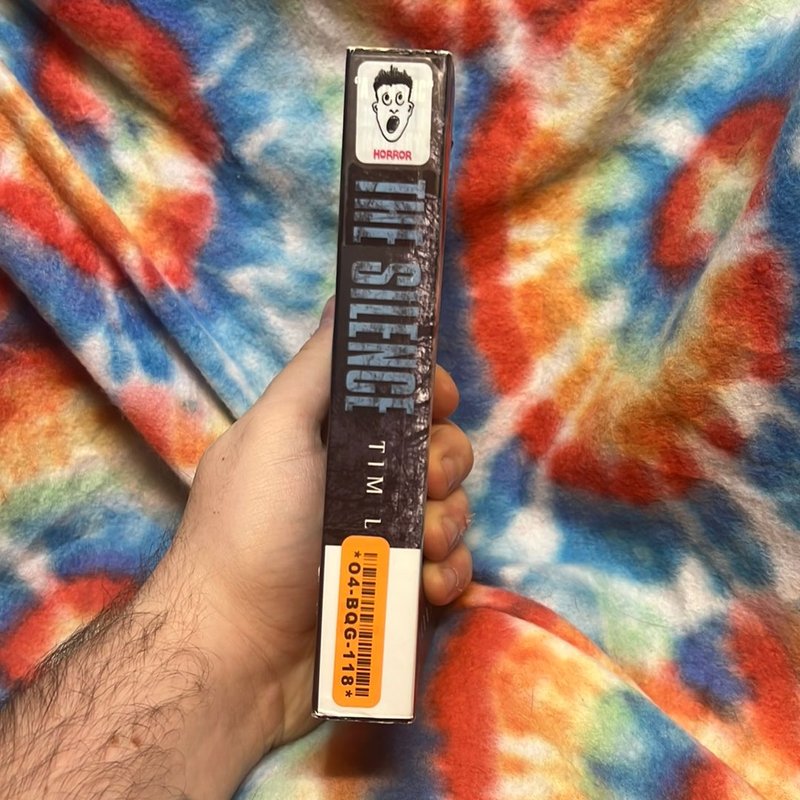 HORROR
THE SILENCE
TIM L
*04-BQG-118*